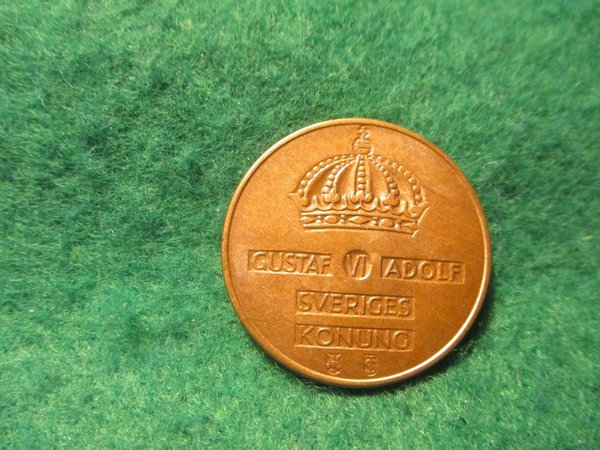 GUSTAF VI ADOLF
SVERIGES
KONUNG